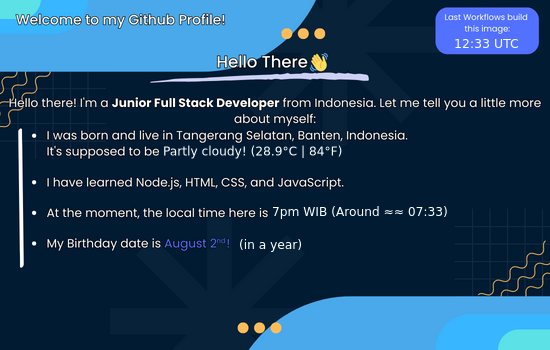 Welcome to my Github Profile!
Last Workflows build
this image:
12:33 UTC
Hello There👋
Hello there! I'm a Junior Full Stack Developer from Indonesia. Let me tell you a little more
about myself:
• I was born and live in Tangerang Selatan, Banten, Indonesia.
It's supposed to be Partly cloudy! (28.9°C | 84°F)
• I have learned Node.js, HTML, CSS, and JavaScript.
• At the moment, the local time here is 7pm WIB (Around ≈≈ 07:33)
• My Birthday date is August 2nd! (in a year)